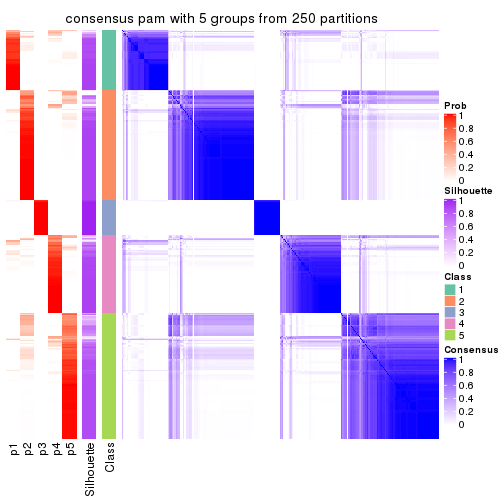 consensus pam with 5 groups from 250 partitions
Prob
1
0.8
0.6
0.4
0.2
0
Silhouette
1
0.8
0.6
0.4
0.2
0
Class
1
2
3
4
5
Consensus
1
0.8
0.6
0.4
0.2
0
p1
p2
p3
p4
p5
Silhouette
Class